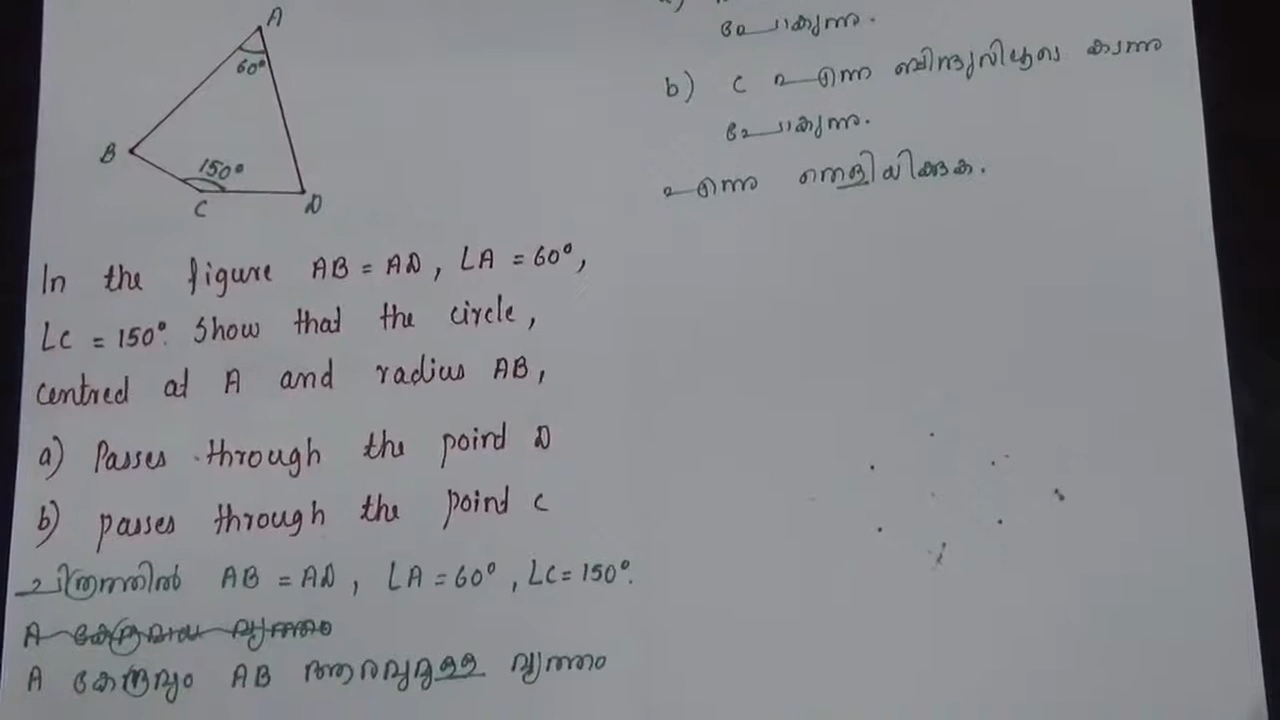 A
60°
B
150°
C
D
In the figure AB = AD, ∠A = 60°,
∠C = 150°. Show that the circle,
centred at A and radius AB,
a) Passes through the point D
b) passes through the point C
ചിത്രത്തിൽ AB = AD, ∠A = 60°, ∠C = 150°.
A കേന്ദ്രമായ വൃത്തം
A കേന്ദ്രവും AB ആരവുമുള്ള വൃത്തം
പോകുന്നു.
b) C എന്ന ബിന്ദുവിലൂടെ കടന്നു
പോകുന്നു.
എന്ന് തെളിയിക്കുക.